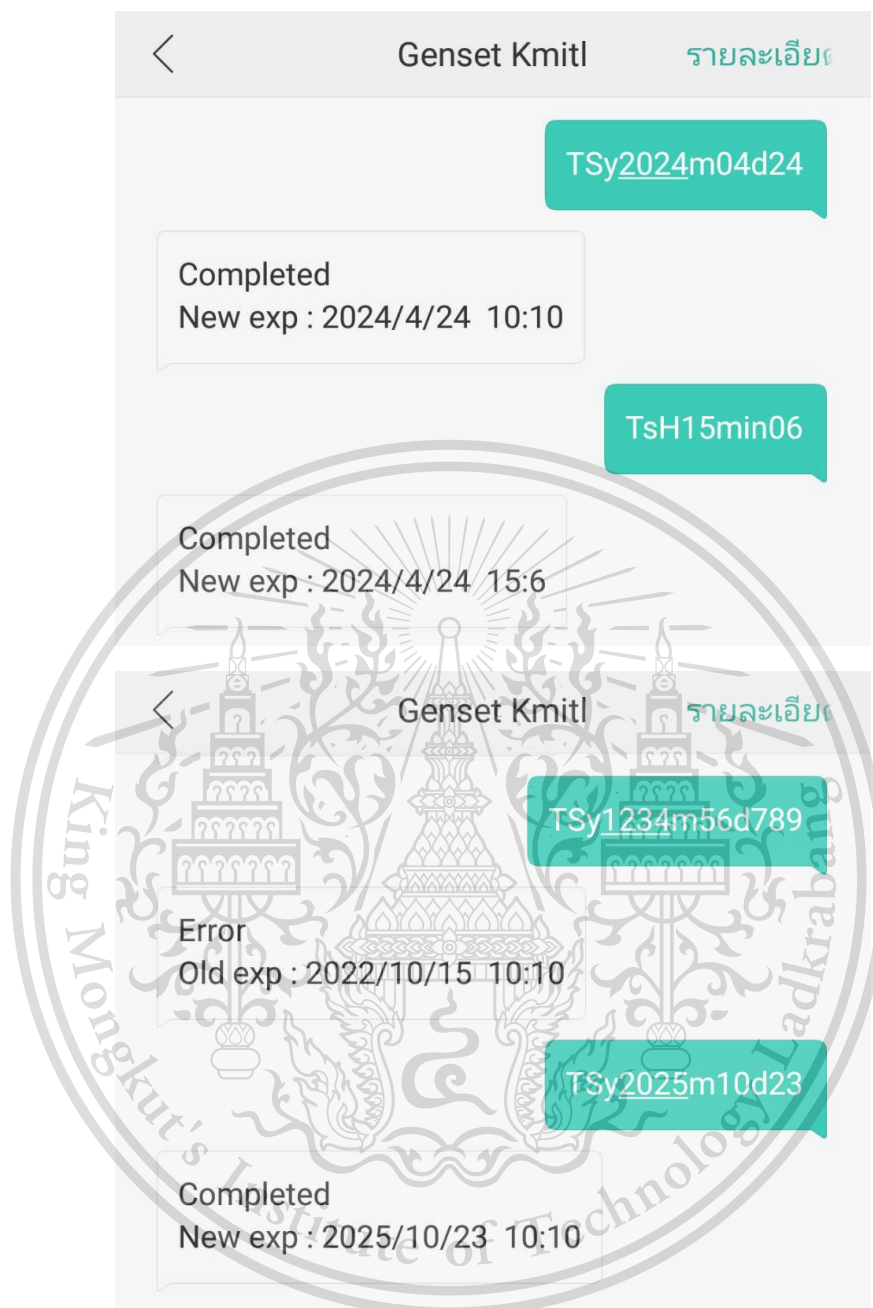 Genset Kmitl
รายละเอียด
TSy2024m04d24
Completed
New exp : 2024/4/24 10:10
TsH15min06
Completed
New exp : 2024/4/24 15:6
Genset Kmitl
รายละเอียด
TSy1234m56d789
Error
Old exp : 2022/10/15 10:10
TSy2025m10d23
Completed
New exp : 2025/10/23 10:10
King Mongkut's Institute of Technology Ladkrabang